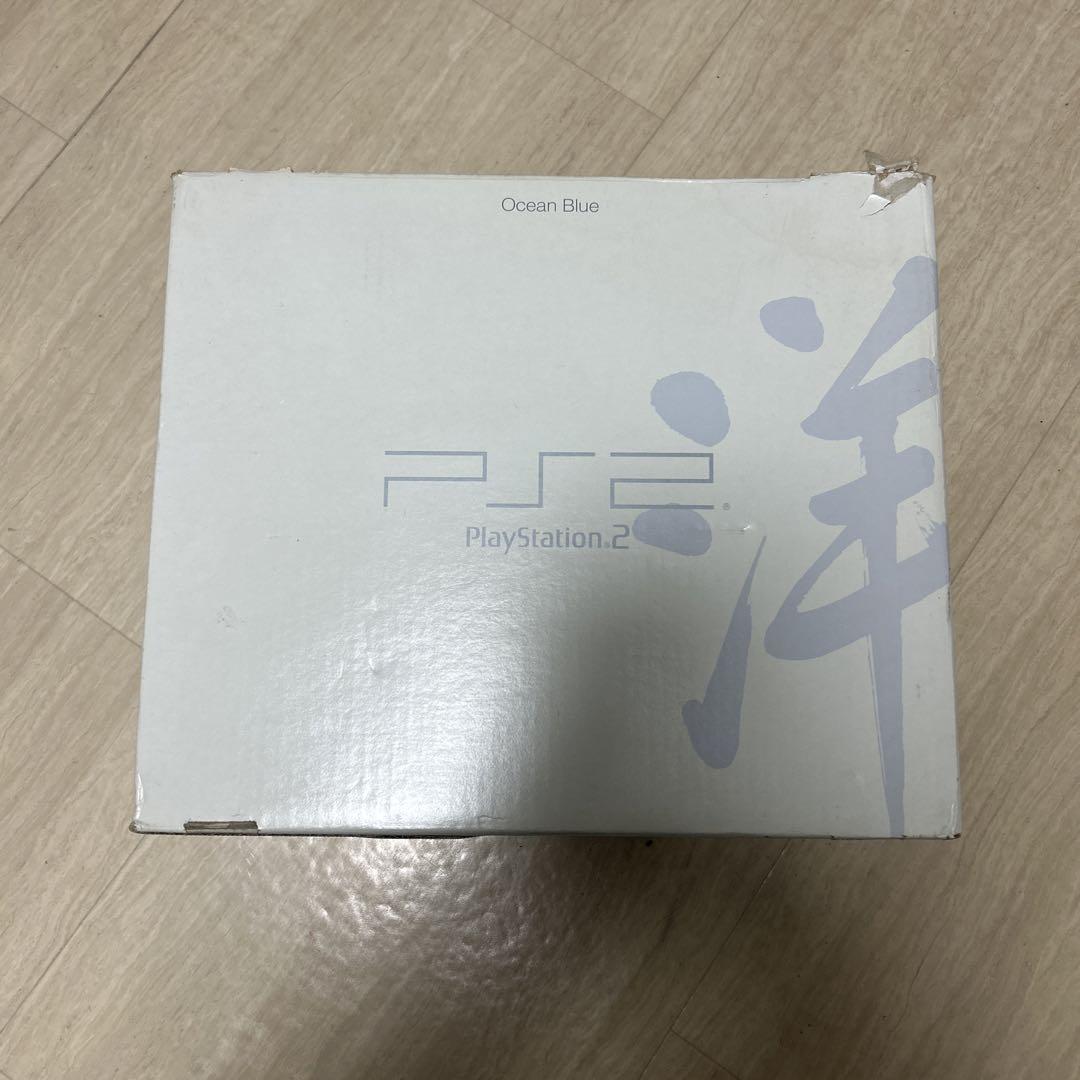 Ocean Blue
PS2®
PlayStation®2
洋